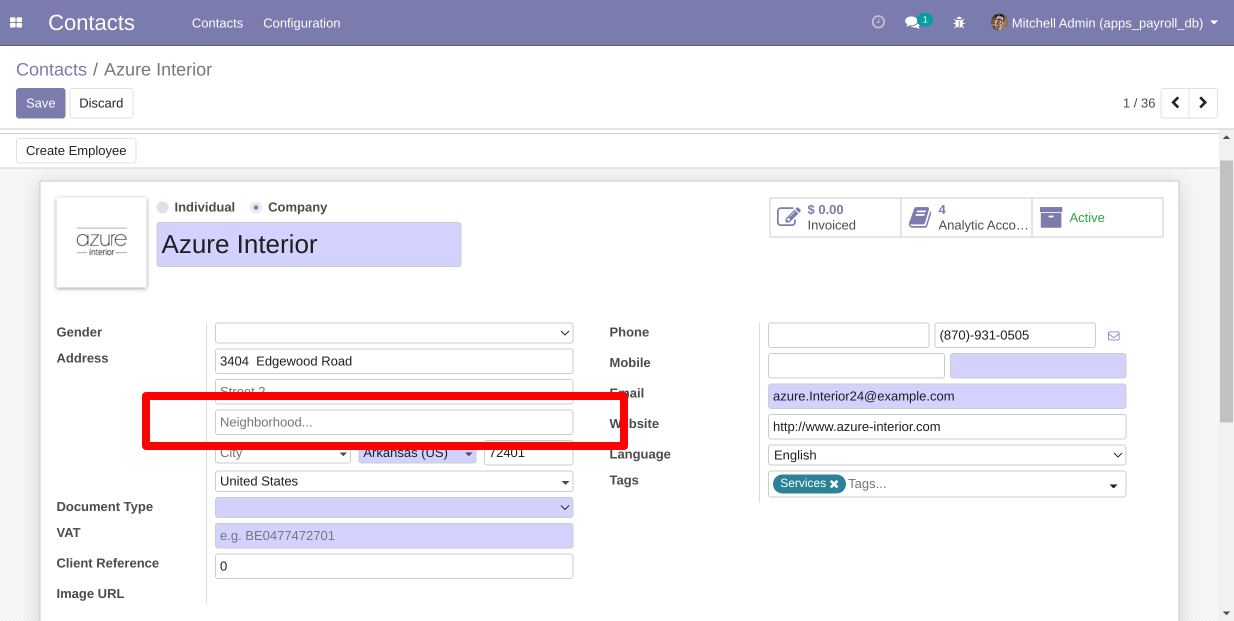 Contacts Contacts Configuration 1 Mitchell Admin (apps_payroll_db)
Contacts / Azure Interior
Save Discard 1 / 36
Create Employee
azure
interior
Individual Company
Azure Interior
$ 0.00
Invoiced
4
Analytic Acco...
Active
Gender
Address 3404 Edgewood Road
Street 2
Neighborhood...
City Arkansas (US) 72401
United States
Document Type
VAT e.g. BE0477472701
Client Reference 0
Image URL
Phone (870)-931-0505
Mobile
Email azure.Interior24@example.com
Website http://www.azure-interior.com
Language English
Tags Services Tags...